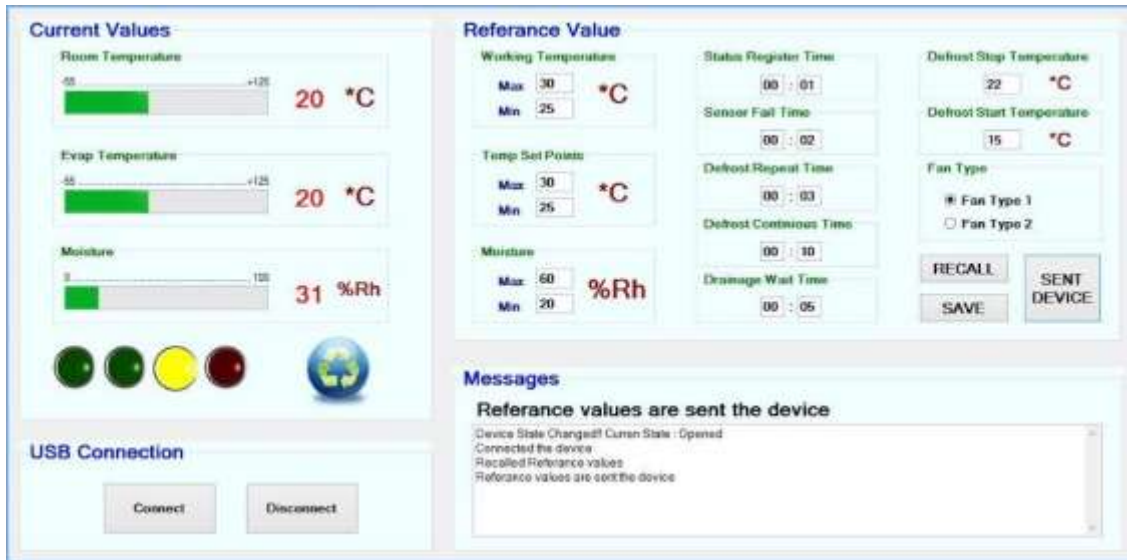 Current Values
Room Temperature
-55 +125
20 °C
Evap Temperature
-55 +125
20 °C
Moisture
0 100
31 %Rh
USB Connection
Connect Disconnect
Referance Value
Working Temperature
Max 30
Min 25
°C
Temp Set Points
Max 30
Min 25
°C
Moisture
Max 60
Min 20
%Rh
Status Register Time
00 : 01
Sensor Fail Time
00 : 02
Defrost Repeat Time
00 : 03
Defrost Continious Time
00 : 10
Drainage Wait Time
00 : 05
Defrost Stop Temperature
22 °C
Defrost Start Temperature
15 °C
Fan Type
Fan Type 1
Fan Type 2
RECALL
SAVE
SENT
DEVICE
Messages
Referance values are sent the device
Device State Changed!! Curren State : Opened
Connected the device
Recalled Referance values
Referance values are sent the device